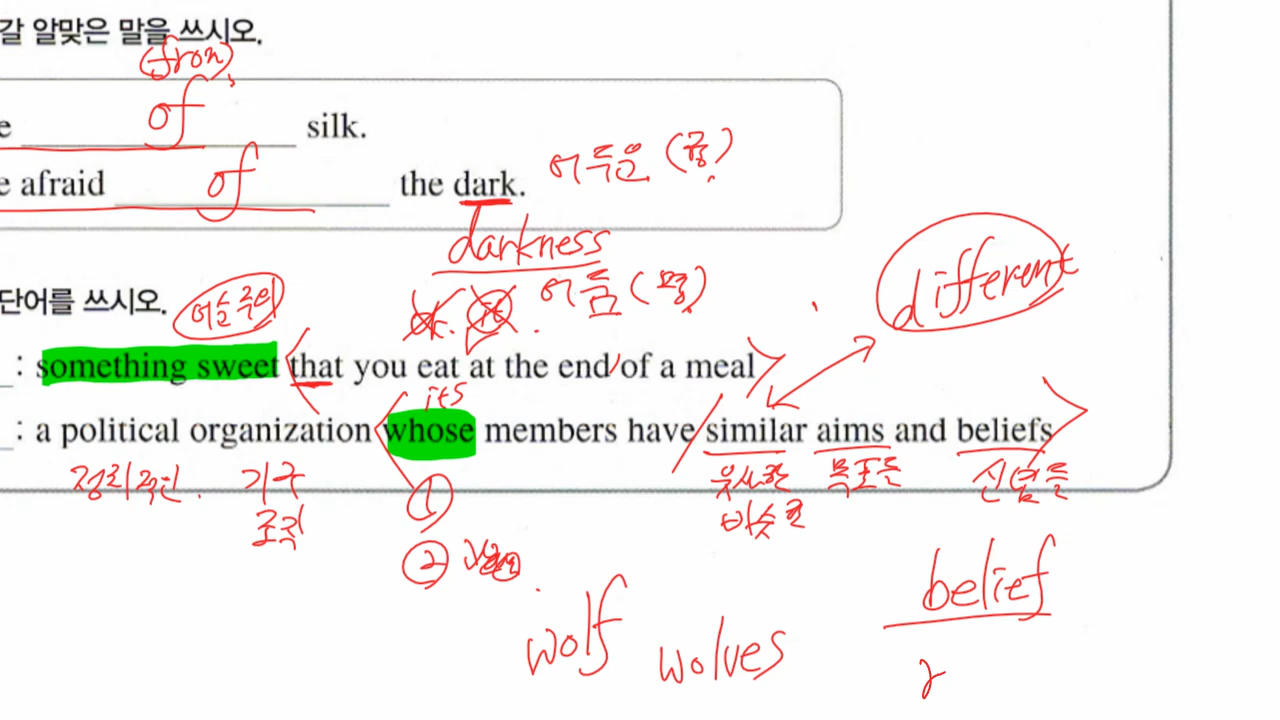 갈 알맞은 말을 쓰시오.
(from)
e of silk.
e afraid of the dark. 어두운 (형)
darkness
어둠 (명)
different
단어를 쓰시오. 어순주의
: something sweet that you eat at the end of a meal
its
: a political organization whose members have similar aims and beliefs
정치적인. 기구 유사한 목표들 신념들
조직 ① 비슷한
②
belief
wolf wolves